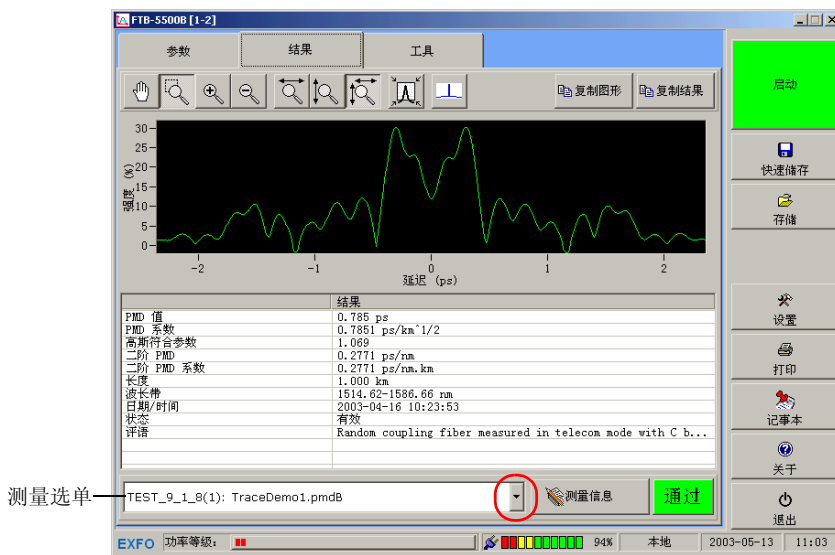 FTB-5500B [1-2]
参数
结果
工具
复制图形
复制结果
强度 (%)
30
25
20
15
10
5
0
-2
-1
0
1
2
延迟 (ps)
结果
PMD 值 0.785 ps
PMD 系数 0.7851 ps/km^1/2
高斯符合参数 1.069
二阶 PMD 0.2771 ps/nm
二阶 PMD 系数 0.2771 ps/nm.km
长度 1.000 km
波长带 1514.62-1586.66 nm
日期/时间 2003-04-16 10:23:53
状态 有效
评语 Random coupling fiber measured in telecom mode with C b...
测量选单
TEST_9_1_8(1): TraceDemo1.pmdB
测量信息
通过
启动
快速储存
存储
设置
打印
记事本
关于
退出
EXFO 功率等级: 94% 本地 2003-05-13 11:03